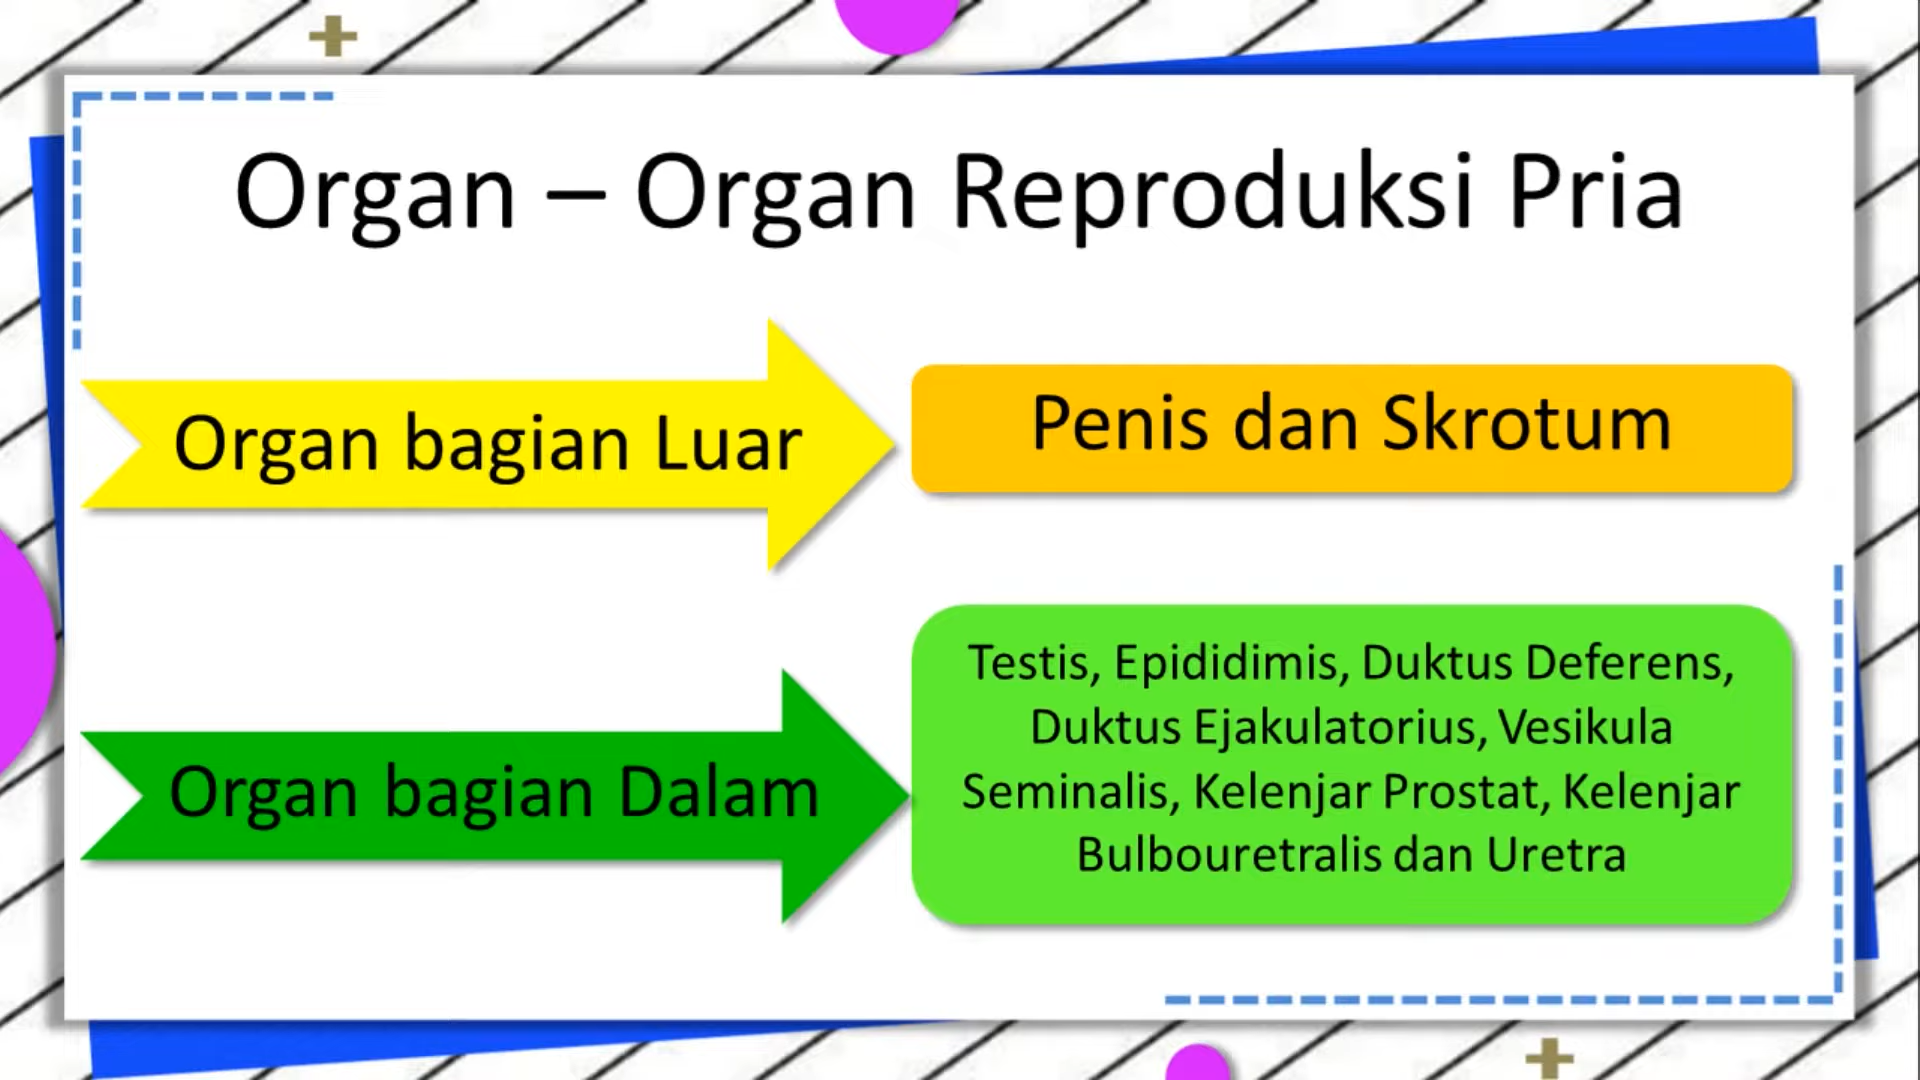 Organ – Organ Reproduksi Pria
Organ bagian Luar
Penis dan Skrotum
Organ bagian Dalam
Testis, Epididimis, Duktus Deferens,
Duktus Ejakulatorius, Vesikula
Seminalis, Kelenjar Prostat, Kelenjar
Bulbouretralis dan Uretra